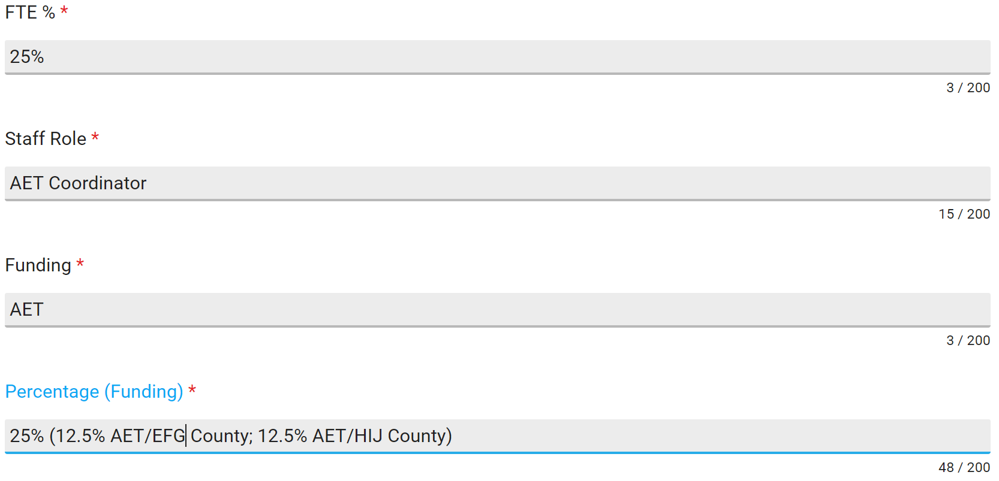 FTE % *
25%
3 / 200
Staff Role *
AET Coordinator
15 / 200
Funding *
AET
3 / 200
Percentage (Funding) *
25% (12.5% AET/EFG County; 12.5% AET/HIJ County)
48 / 200